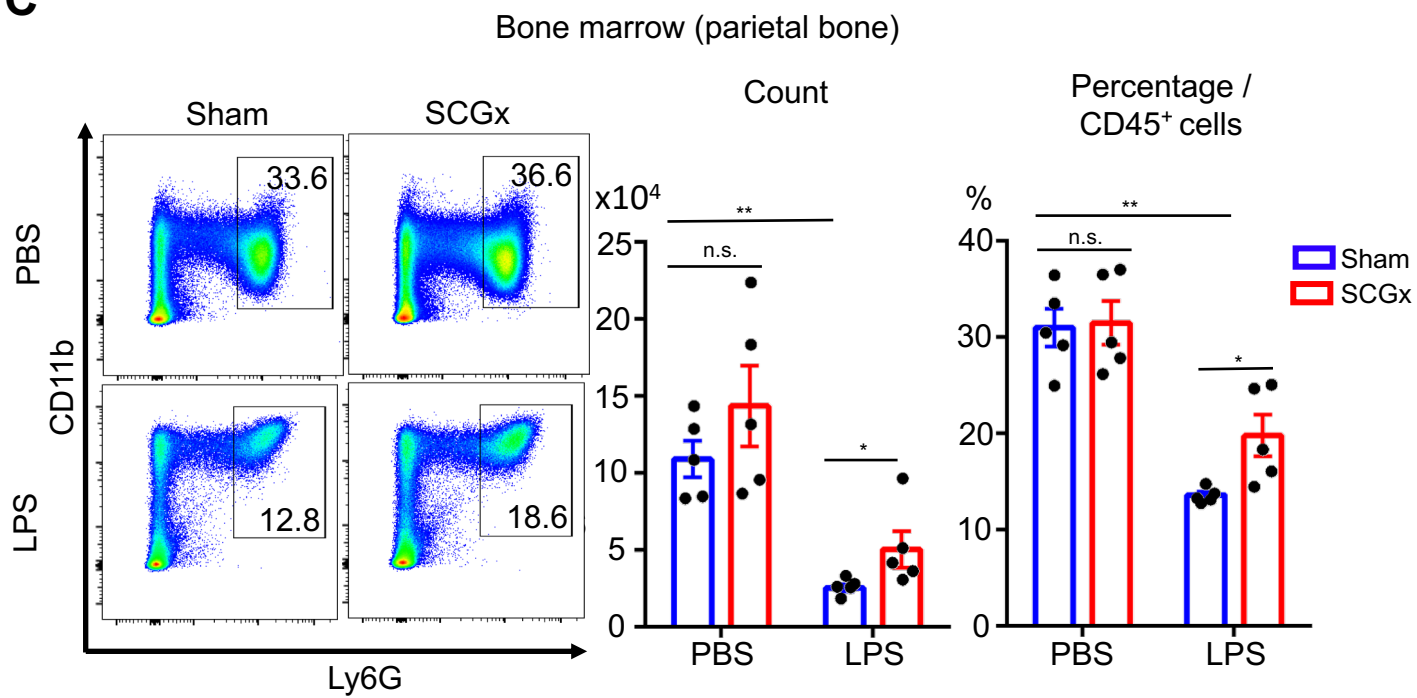 C
Bone marrow (parietal bone)
Sham
SCGx
PBS
LPS
CD11b
Ly6G
33.6
36.6
12.8
18.6
Count
x10⁴
**
n.s.
*
25
20
15
10
5
0
PBS
LPS
Percentage /
CD45⁺ cells
%
**
n.s.
*
40
30
20
10
0
PBS
LPS
Sham
SCGx